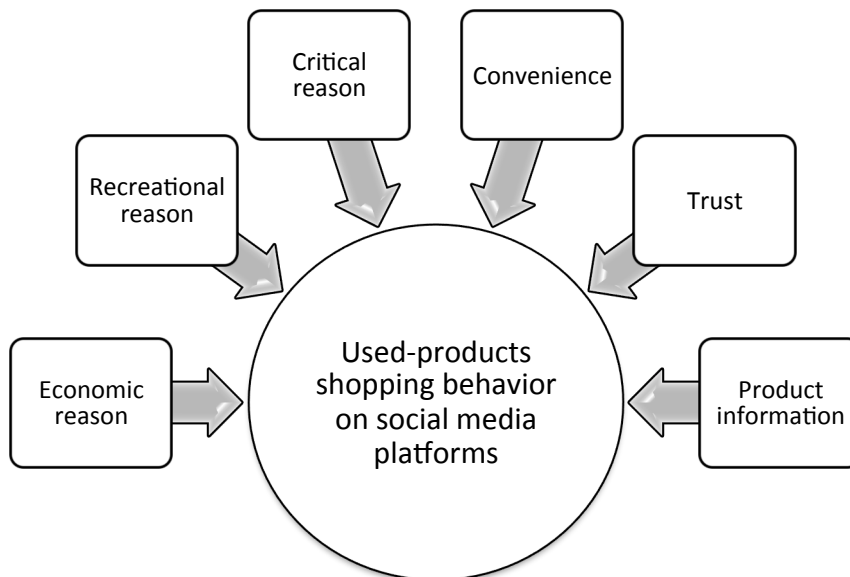 Critical
reason
Convenience
Recreational
reason
Trust
Economic
reason
Used-products
shopping behavior
on social media
platforms
Product
information